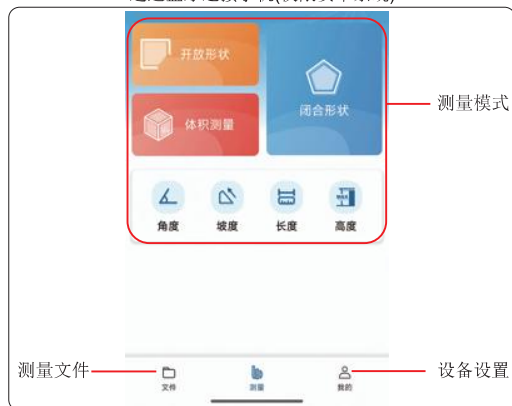 开放形状
闭合形状
体积测量
测量模式
角度
坡度
长度
MAX
高度
测量文件
设备设置
文件
测量
我的